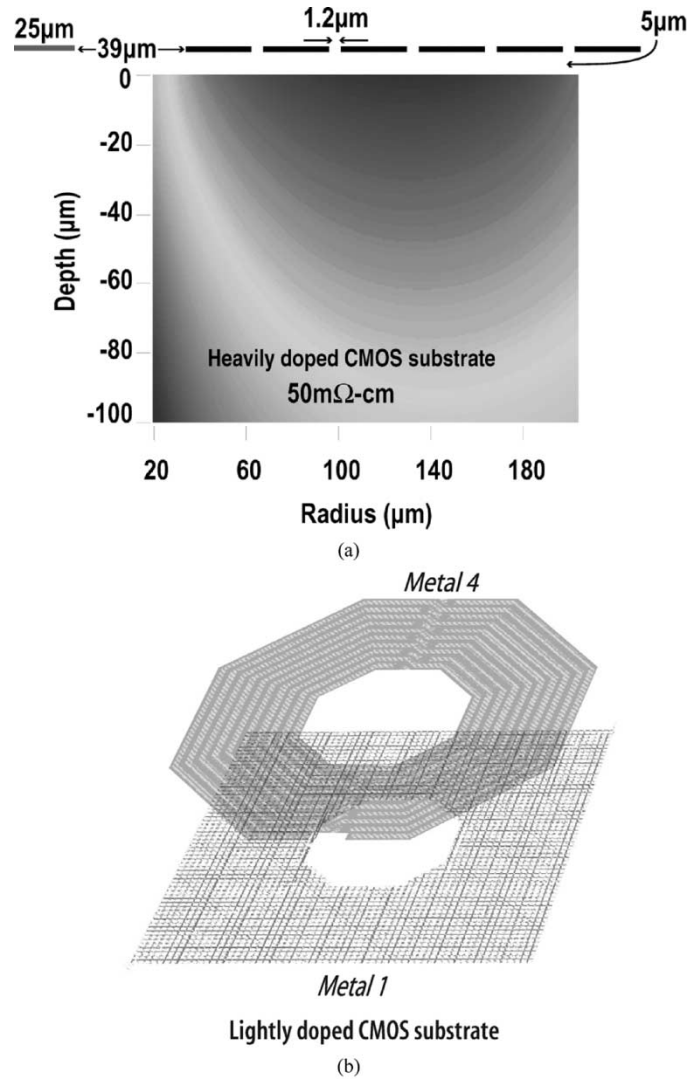 25μm
39μm
1.2μm
5μm
0
-20
-40
-60
-80
-100
Depth (μm)
Heavily doped CMOS substrate
50mΩ-cm
20 60 100 140 180
Radius (μm)
(a)
Metal 4
Metal 1
Lightly doped CMOS substrate
(b)